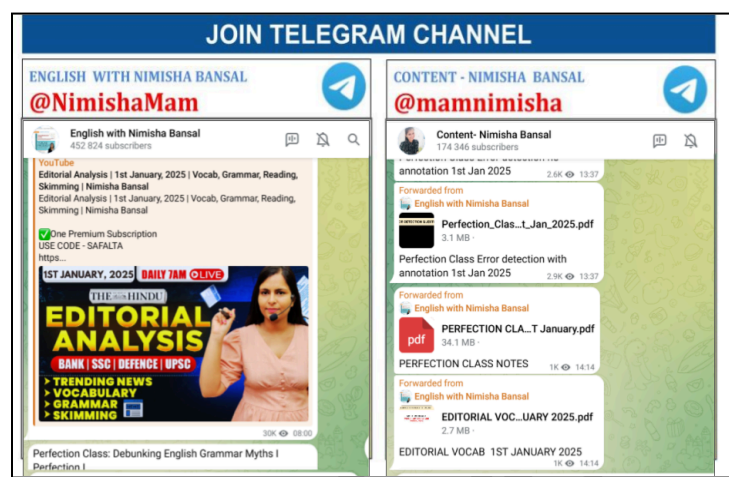 JOIN TELEGRAM CHANNEL
ENGLISH WITH NIMISHA BANSAL
@NimishaMam
English with Nimisha Bansal
452 824 subscribers
YouTube
Editorial Analysis | 1st January, 2025 | Vocab, Grammar, Reading,
Skimming | Nimisha Bansal
Editorial Analysis | 1st January, 2025 | Vocab, Grammar, Reading,
Skimming | Nimisha Bansal
✅One Premium Subscription
USE CODE - SAFALTA
https...
1ST JANUARY, 2025 DAILY 7AM LIVE
THE HINDU
EDITORIAL
ANALYSIS
BANK | SSC | DEFENCE | UPSC
TRENDING NEWS
VOCABULARY
GRAMMAR
SKIMMING
30K 08:00
Perfection Class: Debunking English Grammar Myths l
Perfection l
CONTENT - NIMISHA BANSAL
@mamnimisha
Content- Nimisha Bansal
174 346 subscribers
Perfection Class Error detection no
annotation 1st Jan 2025
2.6K 13:37
Forwarded from
English with Nimisha Bansal
Perfection_Clas...t_Jan_2025.pdf
3.1 MB ·
Perfection Class Error detection with
annotation 1st Jan 2025
2.9K 13:37
Forwarded from
English with Nimisha Bansal
pdf
PERFECTION CLA...T January.pdf
34.1 MB ·
PERFECTION CLASS NOTES
1K 14:14
Forwarded from
English with Nimisha Bansal
EDITORIAL VOC...UARY 2025.pdf
2.7 MB ·
EDITORIAL VOCAB 1ST JANUARY 2025
1K 14:14